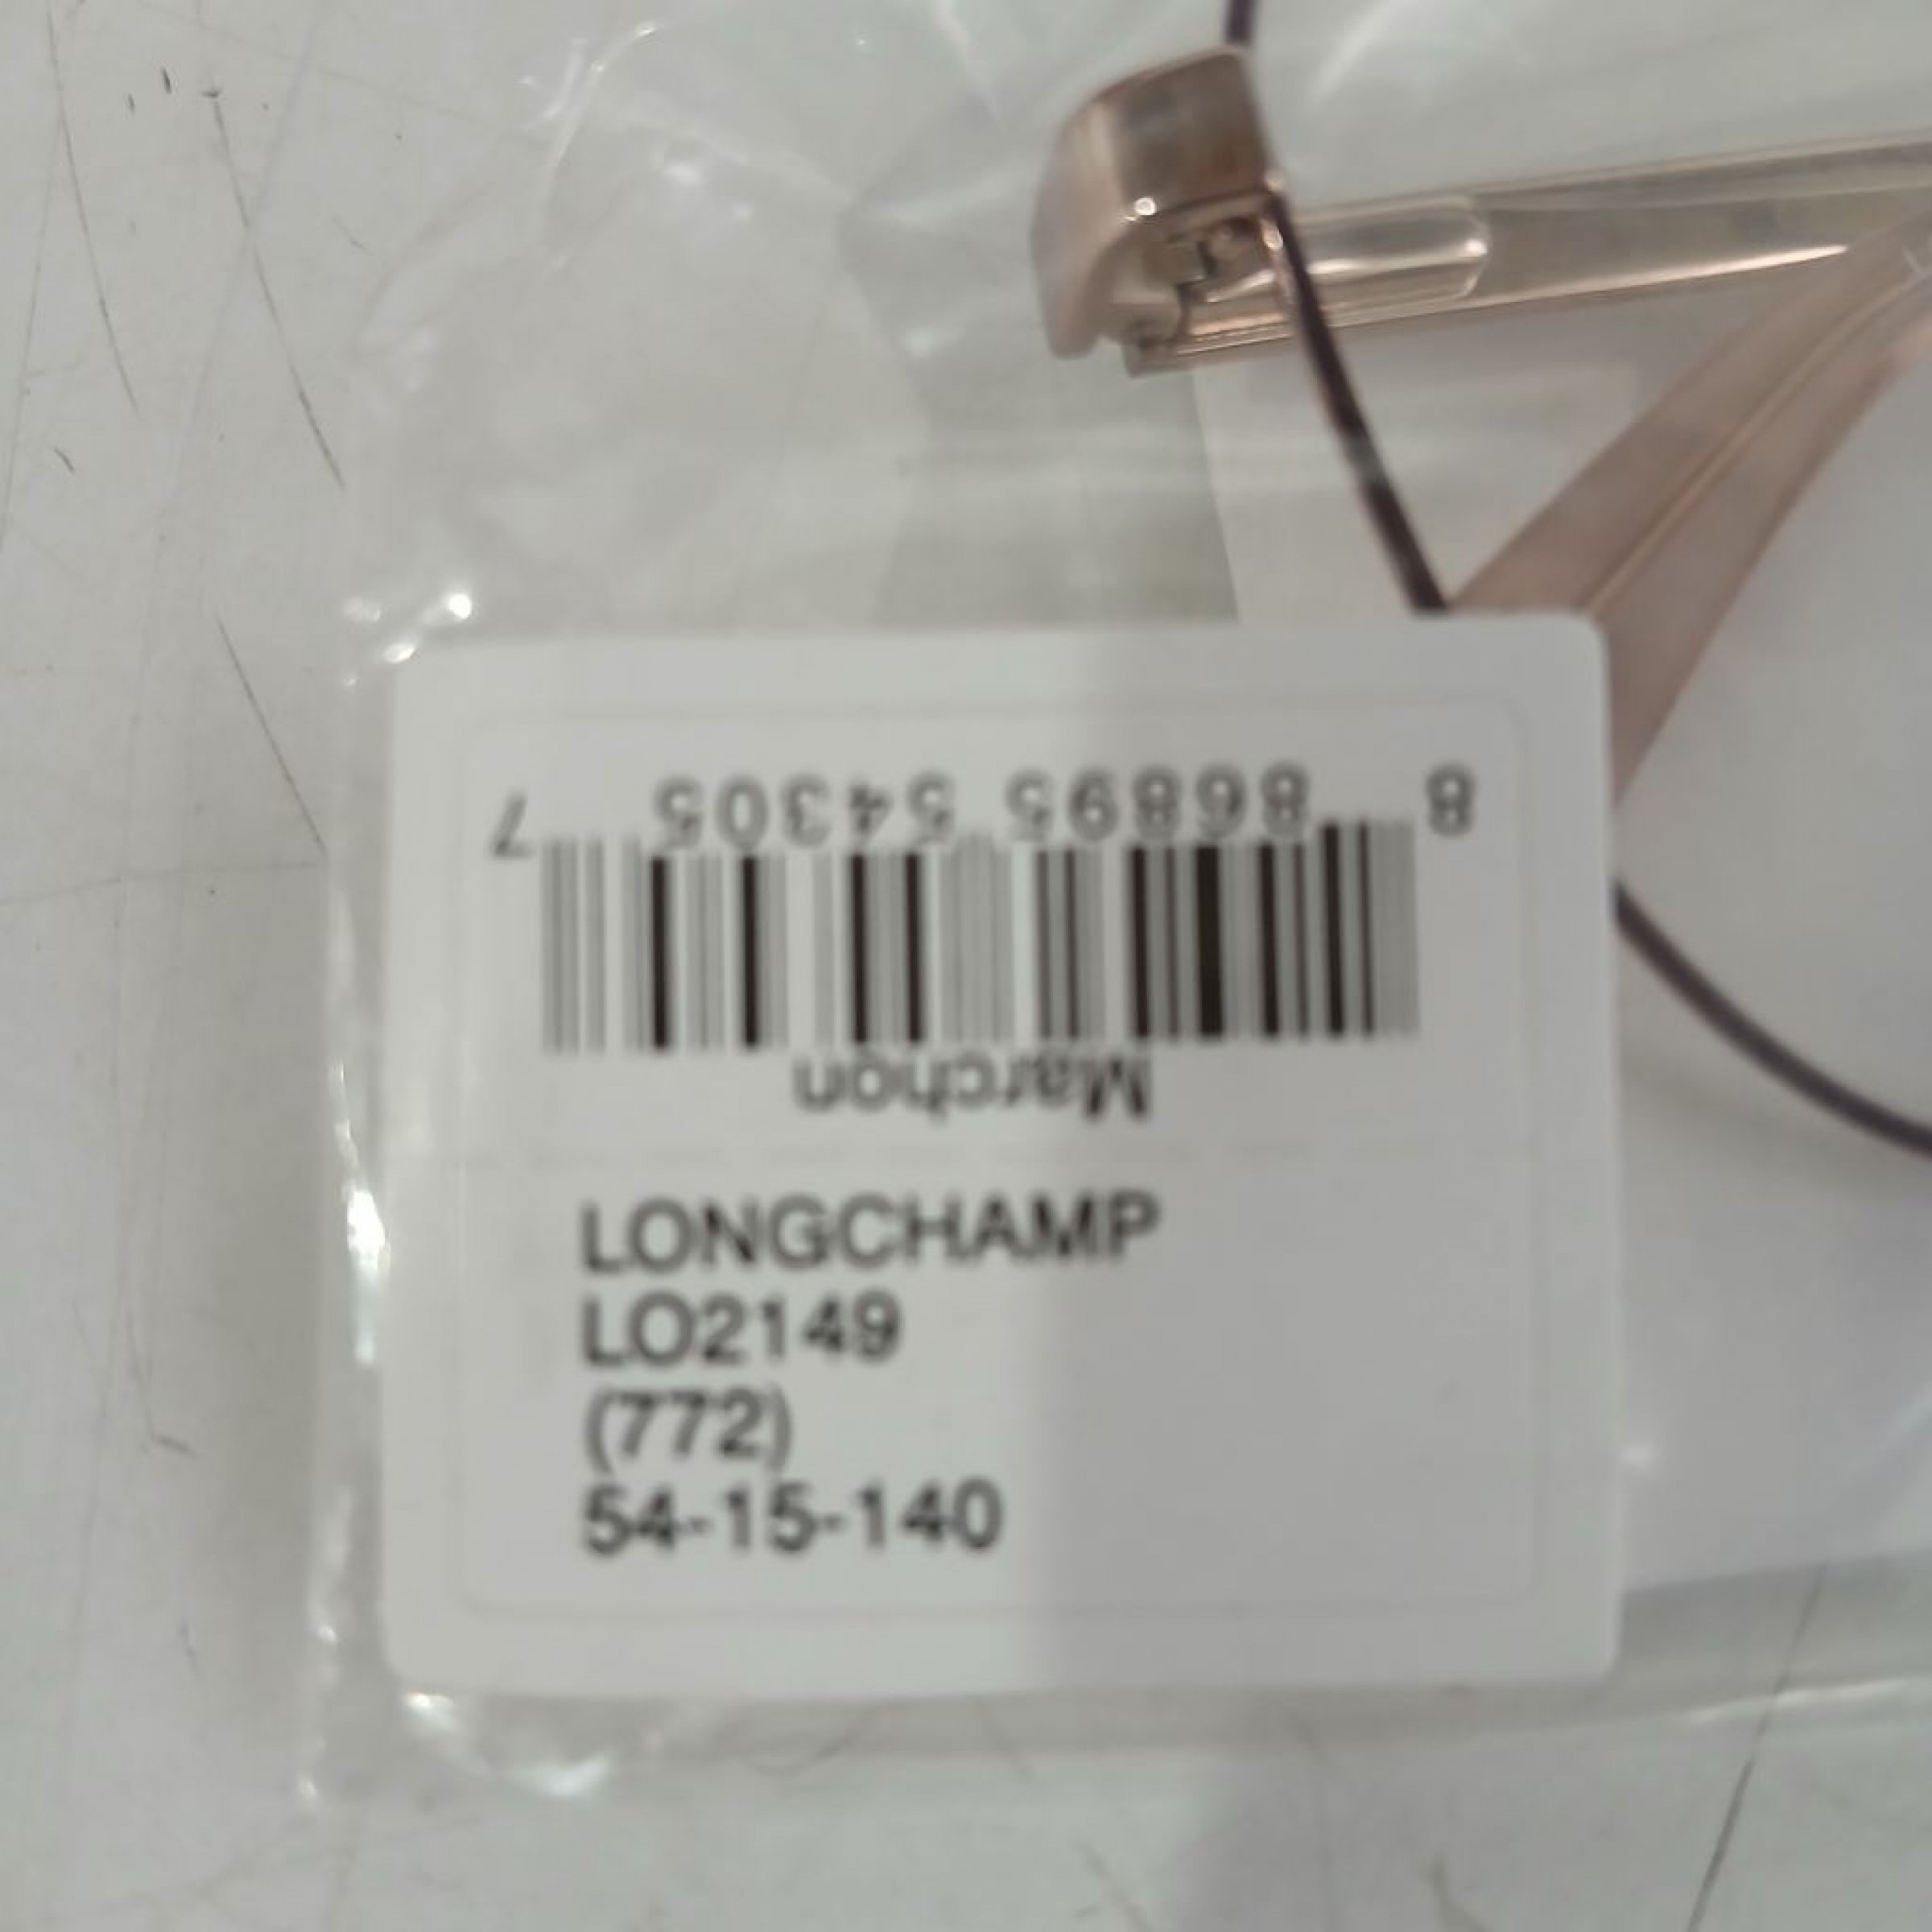 8 86895 54305 7
Marchon
LONGCHAMP
LO2149
(772)
54-15-140